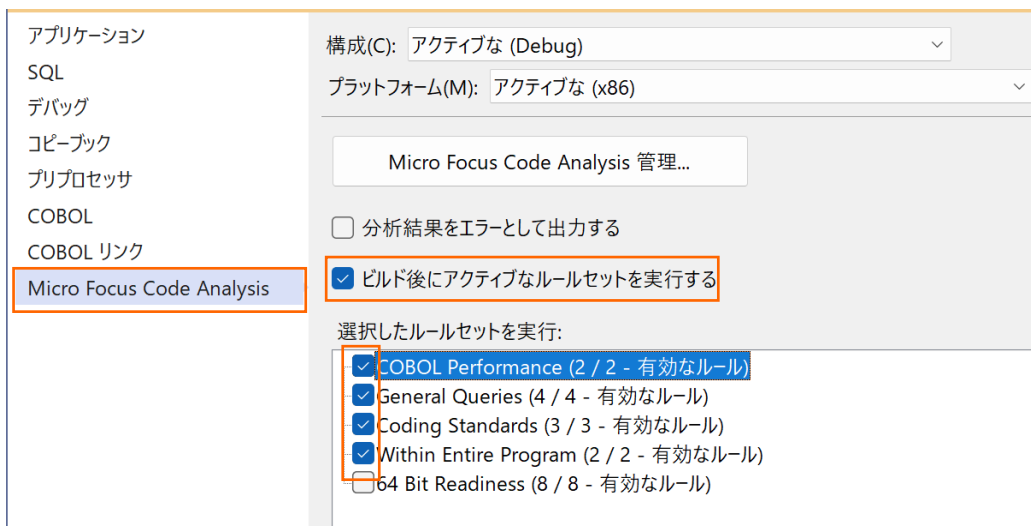 アプリケーション
SQL
デバッグ
コピーブック
プリプロセッサ
COBOL
COBOL リンク
Micro Focus Code Analysis
構成(C): アクティブな (Debug)
プラットフォーム(M): アクティブな (x86)
Micro Focus Code Analysis 管理...
分析結果をエラーとして出力する
ビルド後にアクティブなルールセットを実行する
選択したルールセットを実行:
COBOL Performance (2 / 2 - 有効なルール)
General Queries (4 / 4 - 有効なルール)
Coding Standards (3 / 3 - 有効なルール)
Within Entire Program (2 / 2 - 有効なルール)
64 Bit Readiness (8 / 8 - 有効なルール)